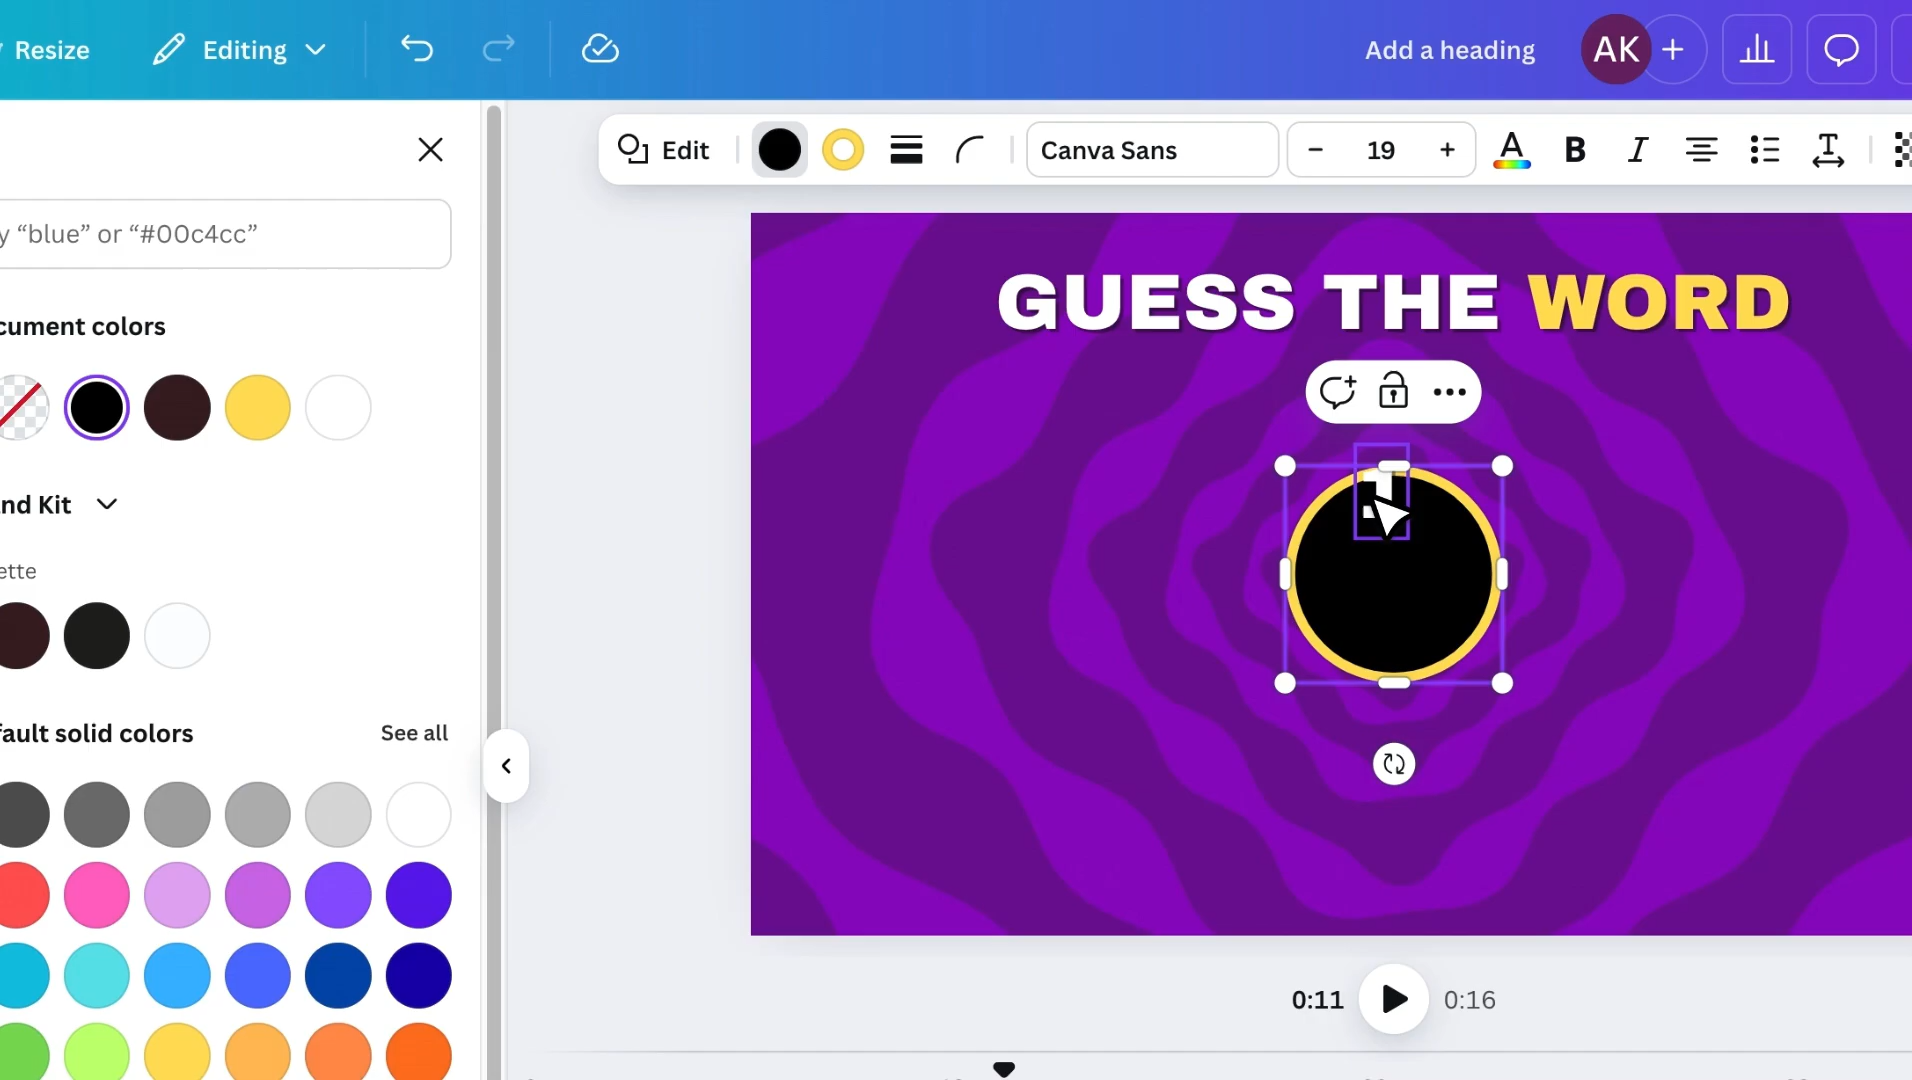 Resize
Editing
Add a heading
AK
Edit
Canva Sans
19
A
B
I
T
y “blue” or “#00c4cc”
cument colors
nd Kit
ette
fault solid colors
See all
GUESS THE WORD
0:11
0:16